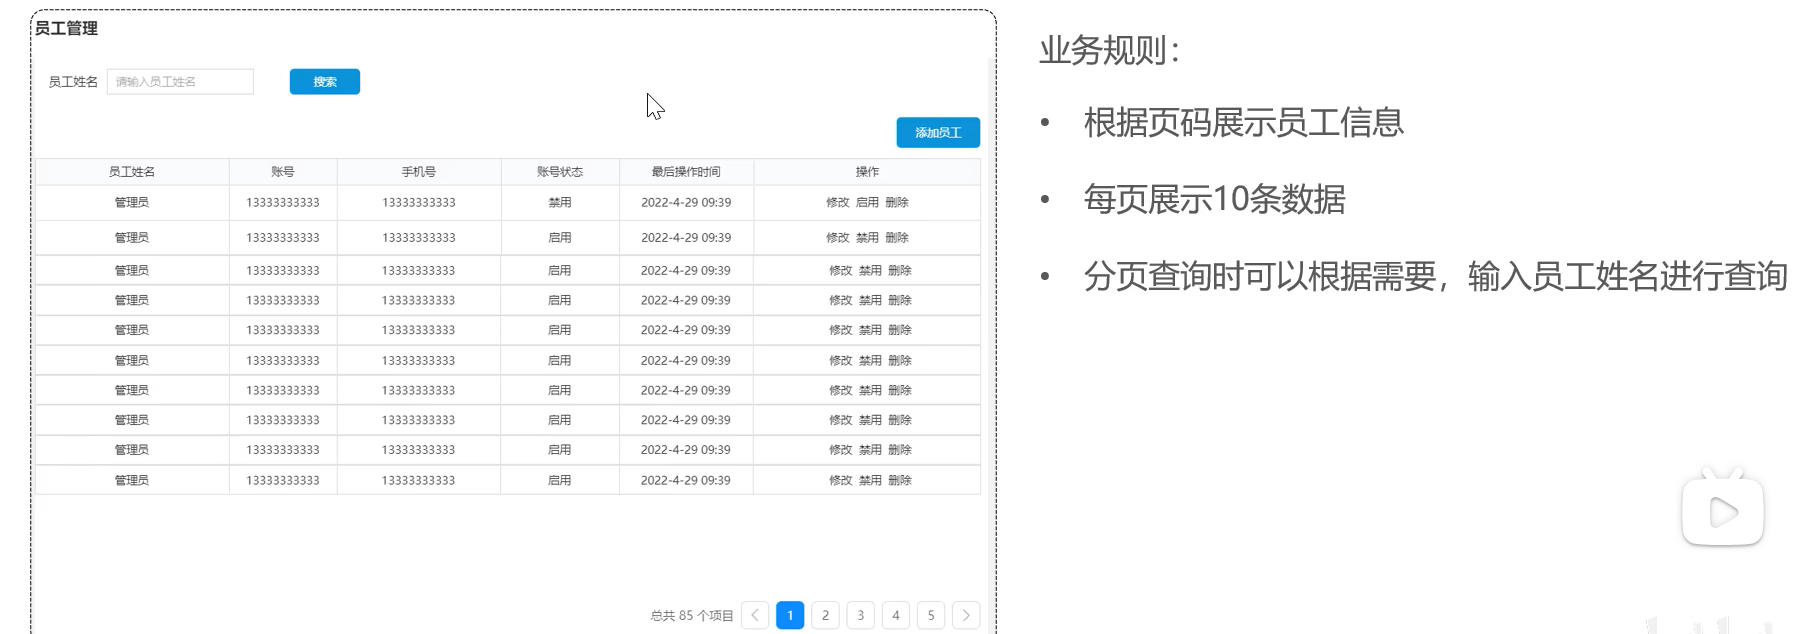 员工管理
员工姓名 请输入员工姓名 搜索
添加员工
员工姓名 账号 手机号 账号状态 最后操作时间 操作
管理员 13333333333 13333333333 禁用 2022-4-29 09:39 修改 启用 删除
管理员 13333333333 13333333333 启用 2022-4-29 09:39 修改 禁用 删除
管理员 13333333333 13333333333 启用 2022-4-29 09:39 修改 禁用 删除
管理员 13333333333 13333333333 启用 2022-4-29 09:39 修改 禁用 删除
管理员 13333333333 13333333333 启用 2022-4-29 09:39 修改 禁用 删除
管理员 13333333333 13333333333 启用 2022-4-29 09:39 修改 禁用 删除
管理员 13333333333 13333333333 启用 2022-4-29 09:39 修改 禁用 删除
管理员 13333333333 13333333333 启用 2022-4-29 09:39 修改 禁用 删除
管理员 13333333333 13333333333 启用 2022-4-29 09:39 修改 禁用 删除
管理员 13333333333 13333333333 启用 2022-4-29 09:39 修改 禁用 删除
总共 85 个项目 < 1 2 3 4 5 >
业务规则：
• 根据页码展示员工信息
• 每页展示10条数据
• 分页查询时可以根据需要，输入员工姓名进行查询